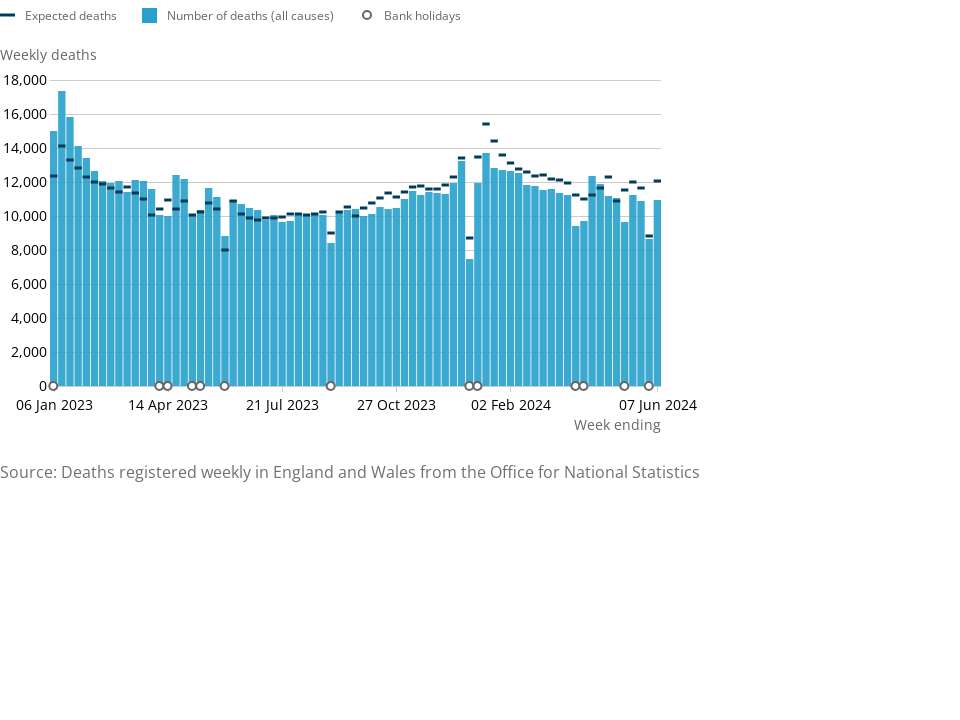 Expected deaths Number of deaths (all causes) Bank holidays
Weekly deaths
18,000
16,000
14,000
12,000
10,000
8,000
6,000
4,000
2,000
0
06 Jan 2023 14 Apr 2023 21 Jul 2023 27 Oct 2023 02 Feb 2024 07 Jun 2024
Week ending
Source: Deaths registered weekly in England and Wales from the Office for National Statistics